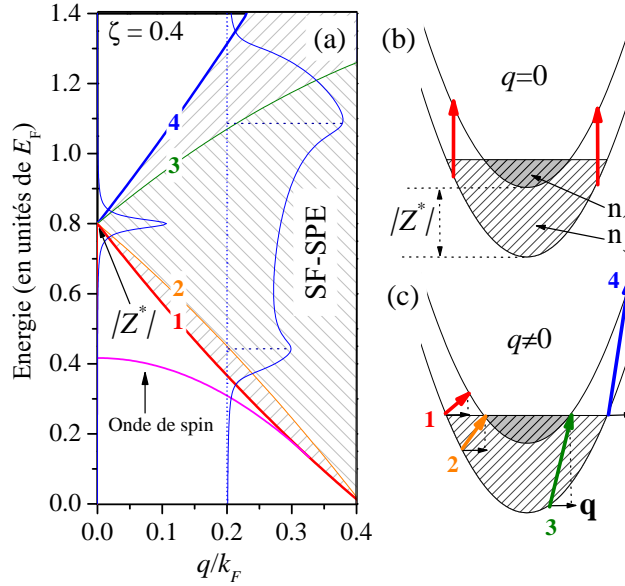 ζ = 0.4
(a)
Energie (en unités de E_F)
1.4
1.2
1.0
0.8
0.6
0.4
0.2
0.0
0.0
0.1
0.2
0.3
0.4
q/k_F
4
3
2
1
SF-SPE
|Z*|
Onde de spin
(b)
q=0
|Z*|
n
n
(c)
q≠0
4
1
2
3
q